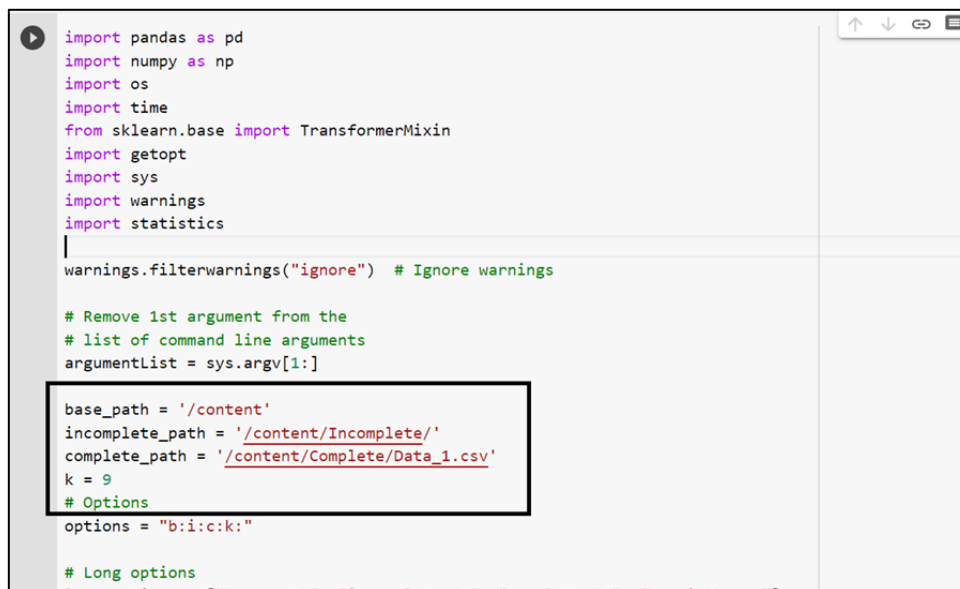 import pandas as pd
import numpy as np
import os
import time
from sklearn.base import TransformerMixin
import getopt
import sys
import warnings
import statistics
warnings.filterwarnings("ignore")  # Ignore warnings
# Remove 1st argument from the
# list of command line arguments
argumentList = sys.argv[1:]
base_path = '/content'
incomplete_path = '/content/Incomplete/'
complete_path = '/content/Complete/Data_1.csv'
k = 9
# Options
options = "b:i:c:k:"
# Long options